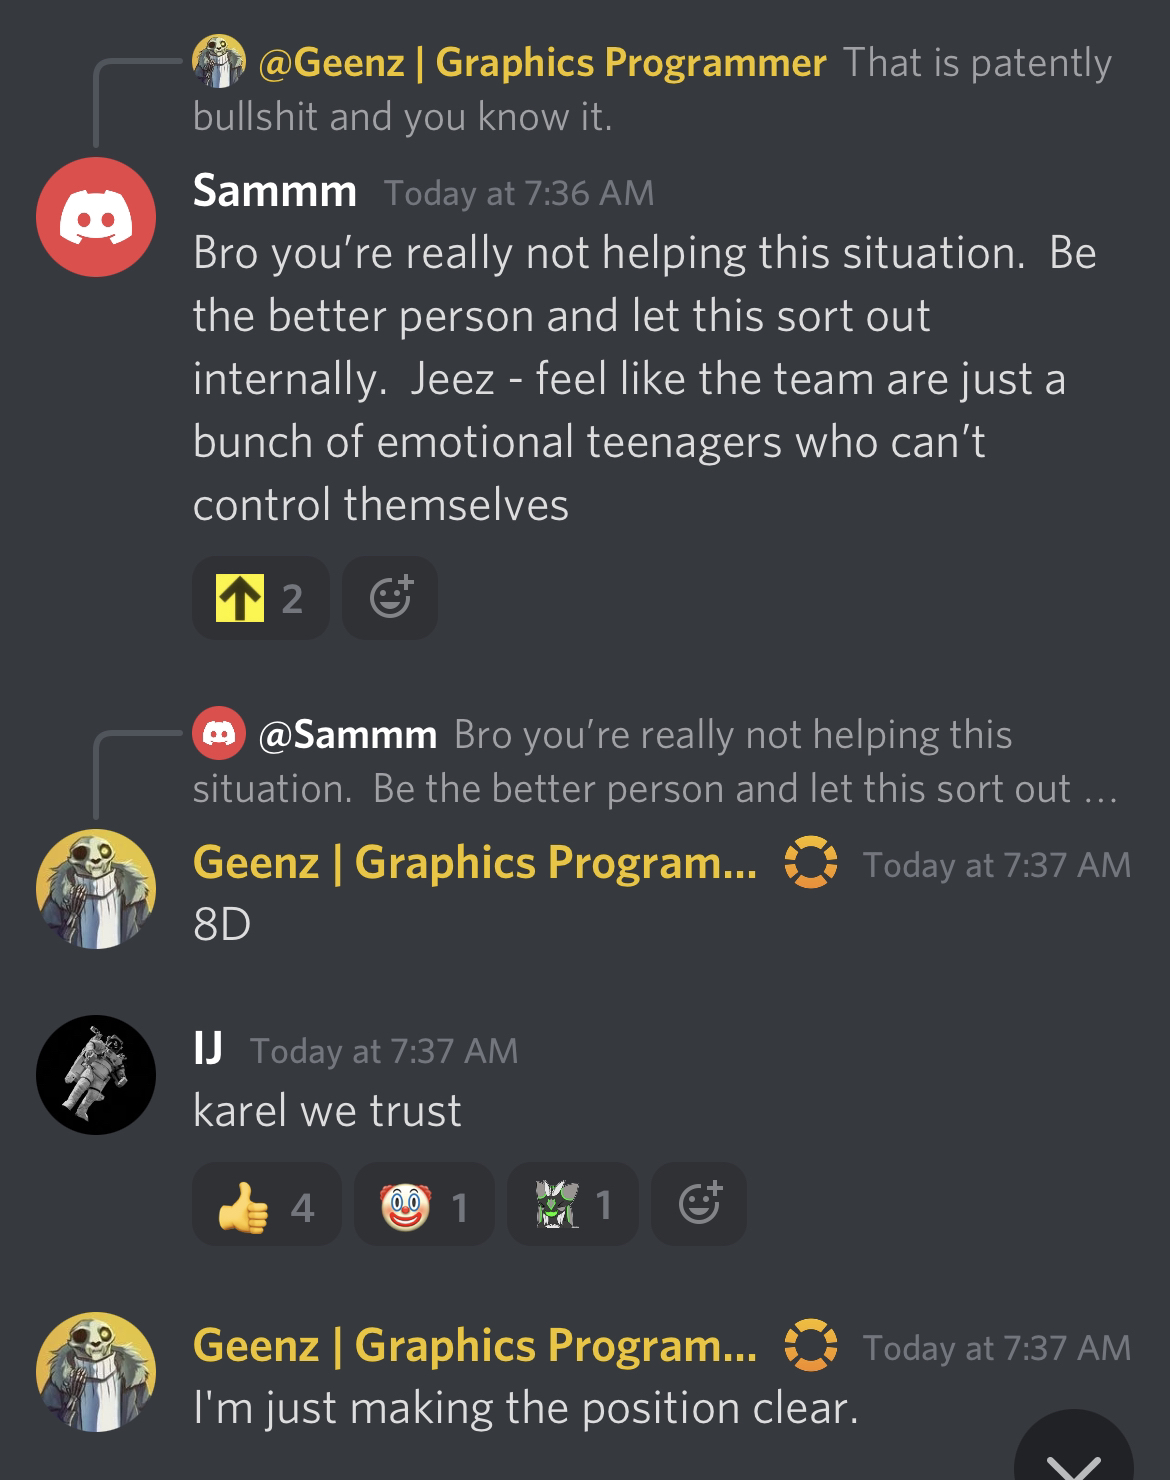 @Geenz | Graphics Programmer That is patently
bullshit and you know it.
Sammm Today at 7:36 AM
Bro you’re really not helping this situation.  Be
the better person and let this sort out
internally.  Jeez - feel like the team are just a
bunch of emotional teenagers who can’t
control themselves
2
@Sammm Bro you’re really not helping this
situation.  Be the better person and let this sort out ...
Geenz | Graphics Program... Today at 7:37 AM
8D
IJ Today at 7:37 AM
karel we trust
4 1 1
Geenz | Graphics Program... Today at 7:37 AM
I'm just making the position clear.